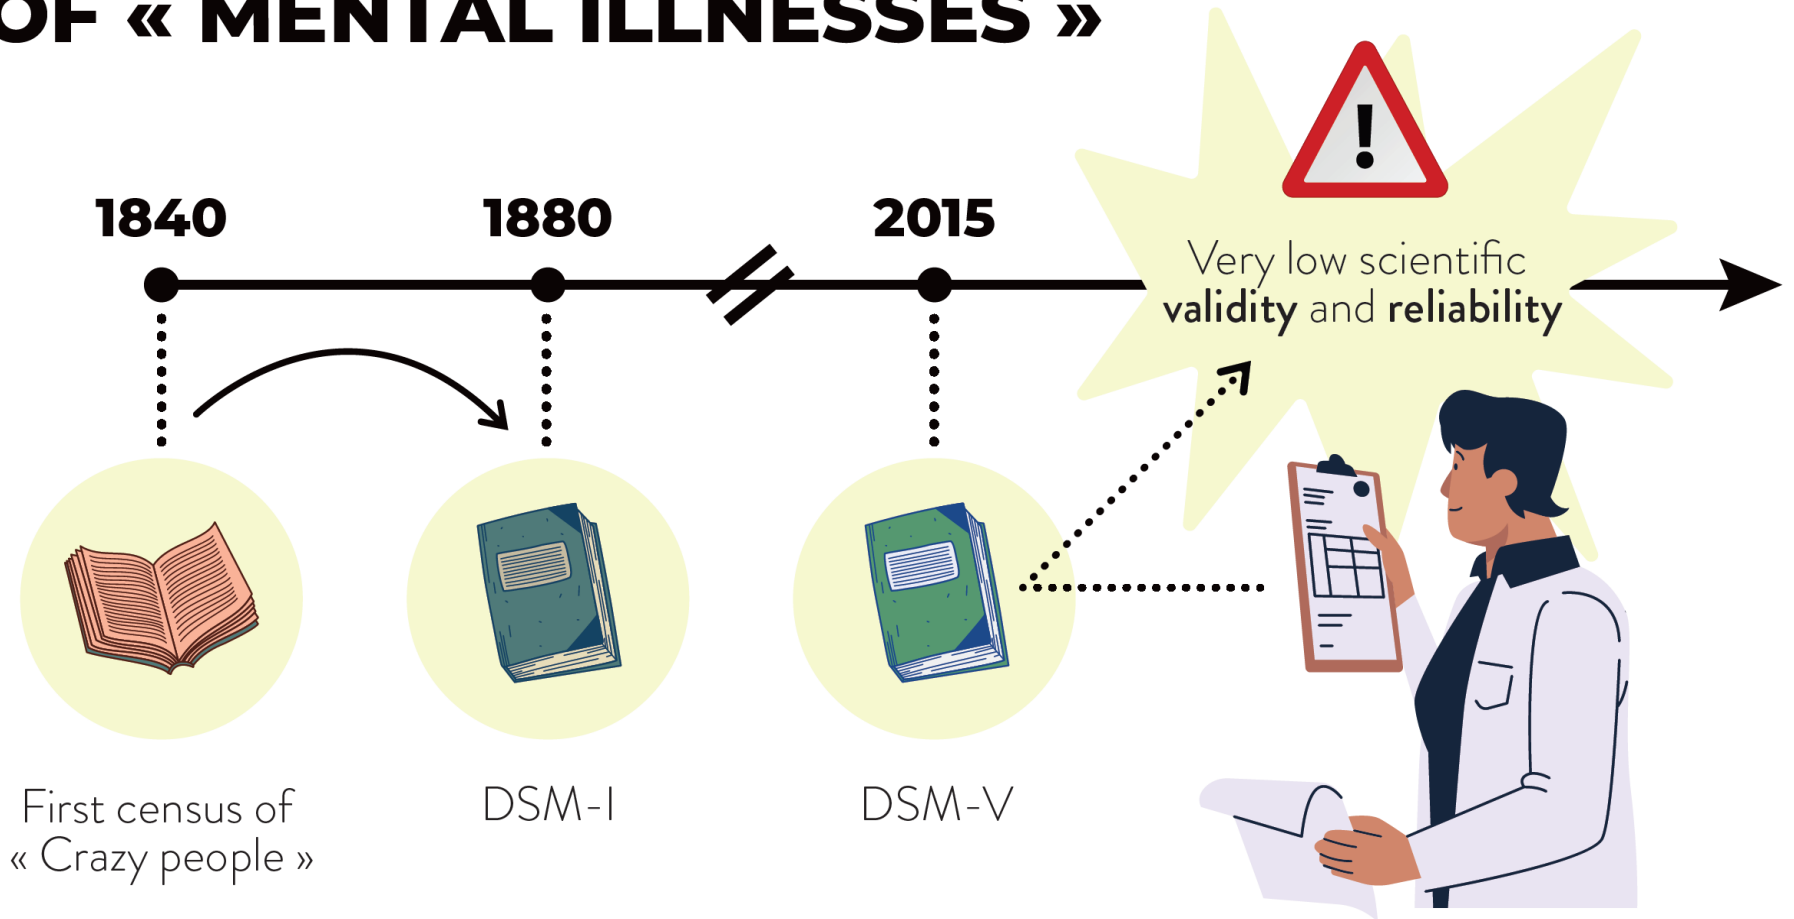 OF « MENTAL ILLNESSES »
1840
1880
2015
Very low scientific
validity and reliability
First census of
« Crazy people »
DSM-I
DSM-V